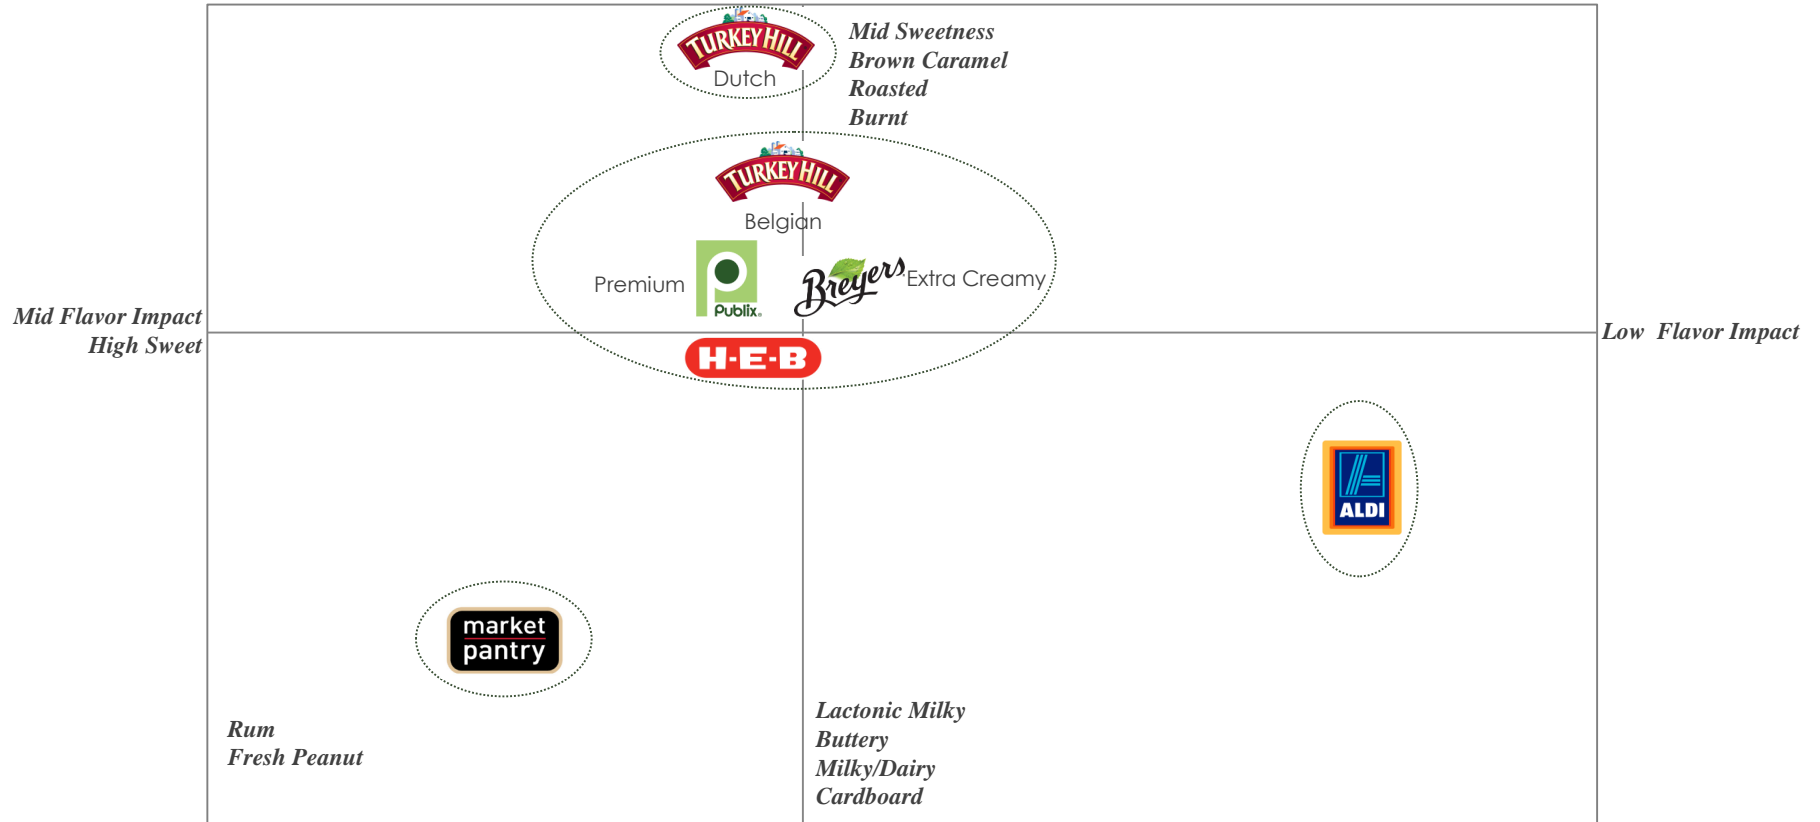 TURKEY HILL
Dutch
Mid Sweetness
Brown Caramel
Roasted
Burnt
TURKEY HILL
Belgian
Premium
Publix®
Breyers
Extra Creamy
Mid Flavor Impact
High Sweet
Low Flavor Impact
H-E-B
ALDI
market
pantry
Rum
Fresh Peanut
Lactonic Milky
Buttery
Milky/Dairy
Cardboard